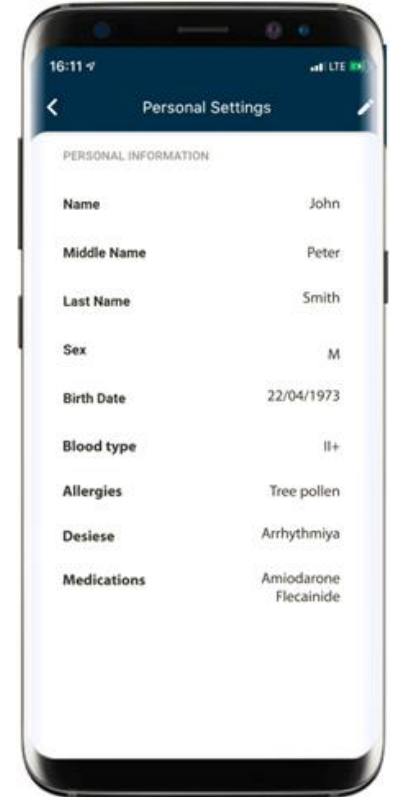 16:11
LTE
Personal Settings
PERSONAL INFORMATION
Name John
Middle Name Peter
Last Name Smith
Sex M
Birth Date 22/04/1973
Blood type II+
Allergies Tree pollen
Desiese Arrhythmiya
Medications Amiodarone
Flecainide